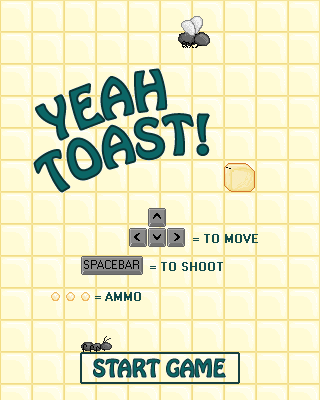 YEAH
TOAST!
= TO MOVE
SPACEBAR = TO SHOOT
= AMMO
START GAME